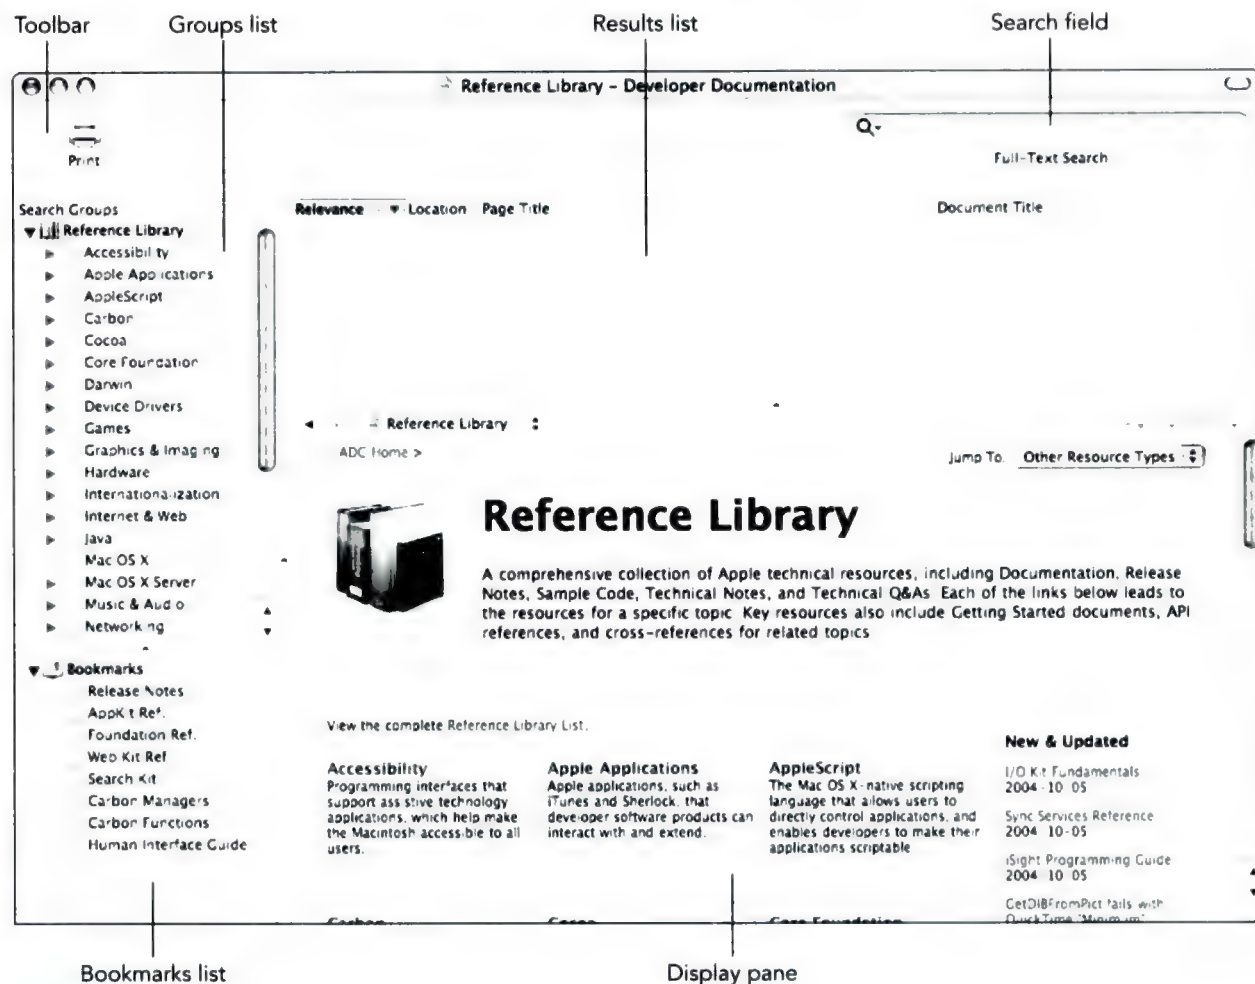 Toolbar
Groups list
Results list
Search field
Reference Library – Developer Documentation
Print
Full-Text Search
Search Groups
Relevance
Location
Page Title
Document Title
Reference Library
Accessibility
Apple Applications
AppleScript
Carbon
Cocoa
Core Foundation
Darwin
Device Drivers
Games
Graphics & Imaging
Hardware
Internationalization
Internet & Web
Java
Mac OS X
Mac OS X Server
Music & Audio
Networking
Bookmarks
Release Notes
AppKit Ref.
Foundation Ref.
Web Kit Ref
Search Kit
Carbon Managers
Carbon Functions
Human Interface Guide
Reference Library
ADC Home >
Jump To:
Other Resource Types
Reference Library
A comprehensive collection of Apple technical resources, including Documentation, Release
Notes, Sample Code, Technical Notes, and Technical Q&As. Each of the links below leads to
the resources for a specific topic. Key resources also include Getting Started documents, API
references, and cross-references for related topics
View the complete Reference Library List.
Accessibility
Programming interfaces that
support assistive technology
applications, which help make
the Macintosh accessible to all
users.
Apple Applications
Apple applications, such as
iTunes and Sherlock, that
developer software products can
interact with and extend.
AppleScript
The Mac OS X-native scripting
language that allows users to
directly control applications, and
enables developers to make their
applications scriptable
New & Updated
I/O Kit Fundamentals
2004-10-05
Sync Services Reference
2004-10-05
iSight Programming Guide
2004-10-05
GetDIBFromPict fails with
QuickTime "Minimum"
Carbon
Cocoa
Core Foundation
Bookmarks list
Display pane